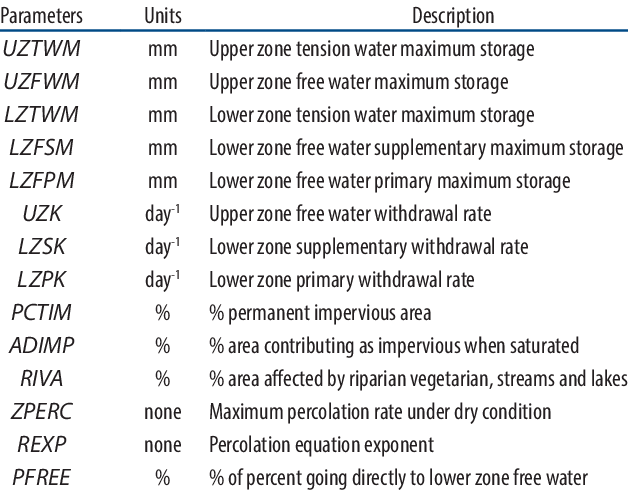 Parameters Units Description
UZTWM mm Upper zone tension water maximum storage
UZFWM mm Upper zone free water maximum storage
LZTWM mm Lower zone tension water maximum storage
LZFSM mm Lower zone free water supplementary maximum storage
LZFPM mm Lower zone free water primary maximum storage
UZK day-1 Upper zone free water withdrawal rate
LZSK day-1 Lower zone supplementary withdrawal rate
LZPK day-1 Lower zone primary withdrawal rate
PCTIM % % permanent impervious area
ADIMP % % area contributing as impervious when saturated
RIVA % % area affected by riparian vegetarian, streams and lakes
ZPERC none Maximum percolation rate under dry condition
REXP none Percolation equation exponent
PFREE % % of percent going directly to lower zone free water